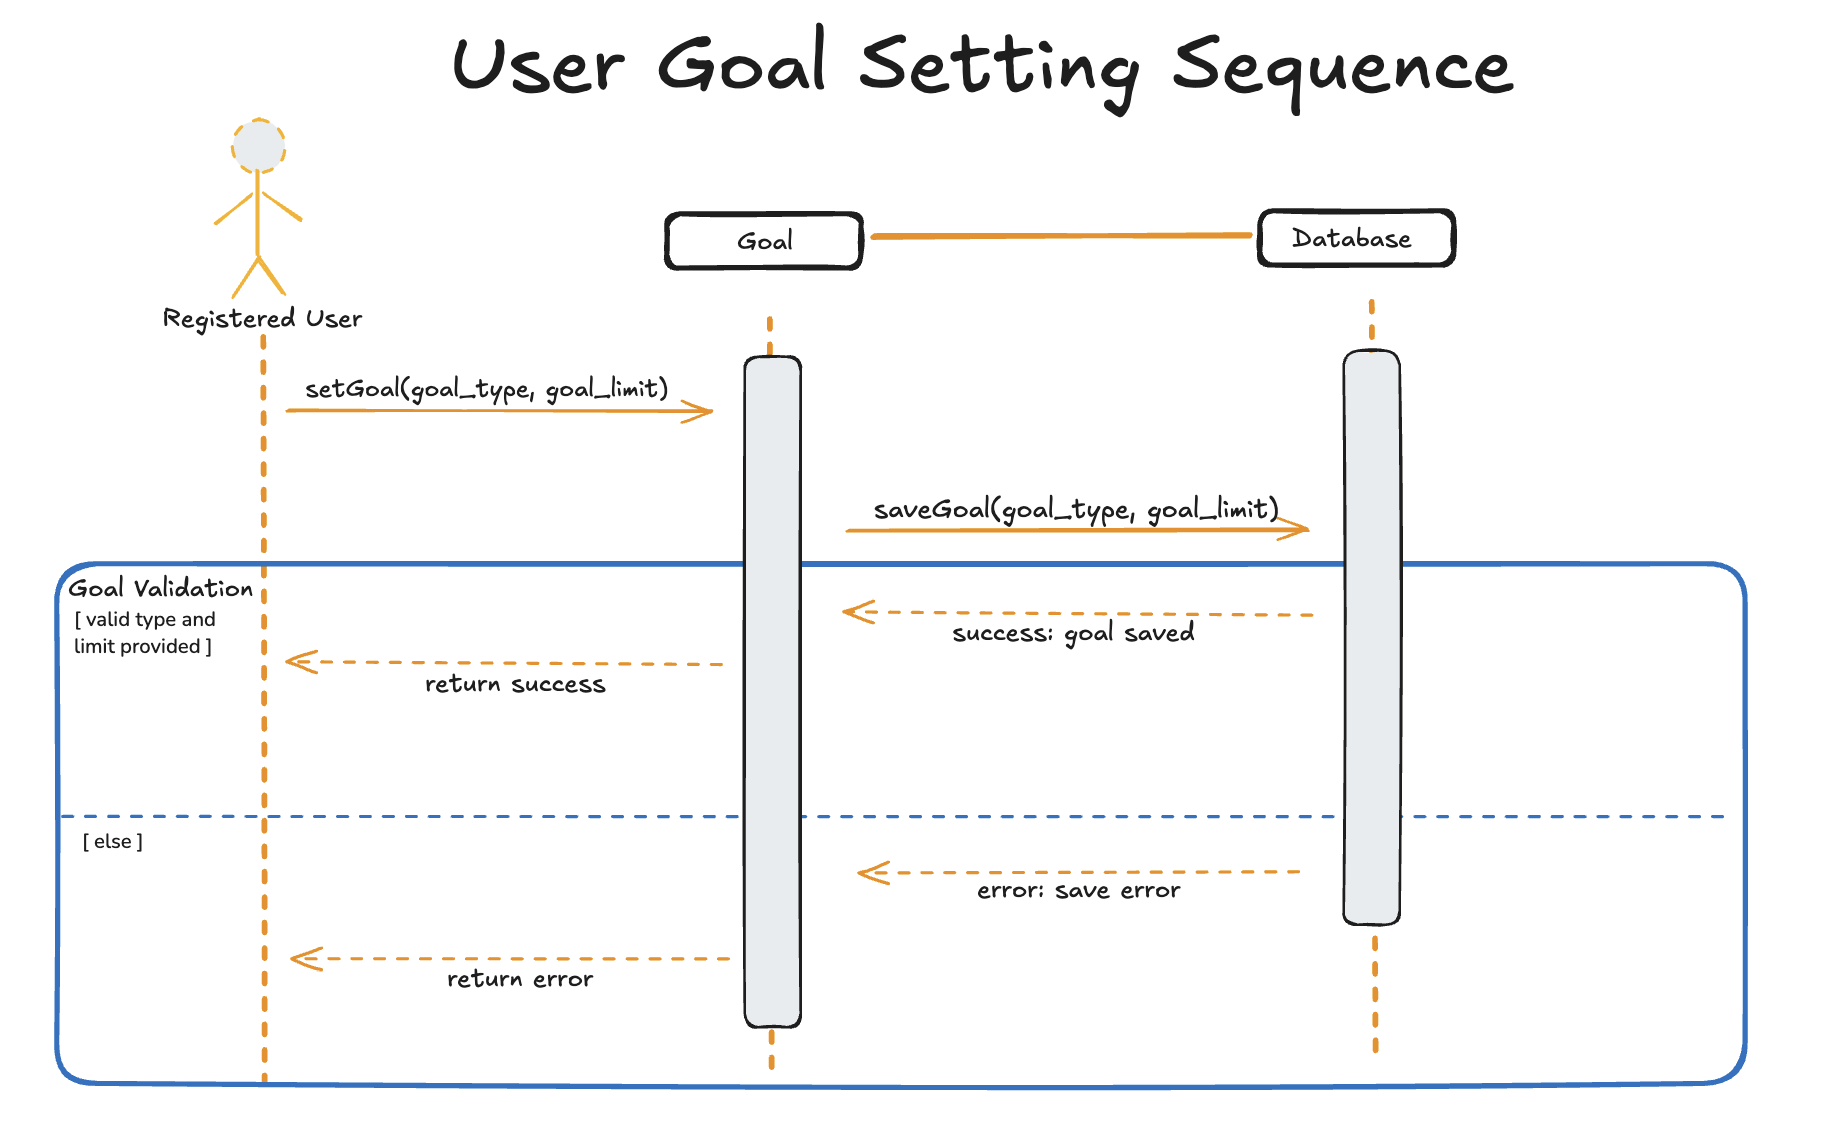 User Goal Setting Sequence
Goal
Database
Registered User
setGoal(goal_type, goal_limit)
saveGoal(goal_type, goal_limit)
Goal Validation
[ valid type and
limit provided ]
success: goal saved
return success
[ else ]
error: save error
return error